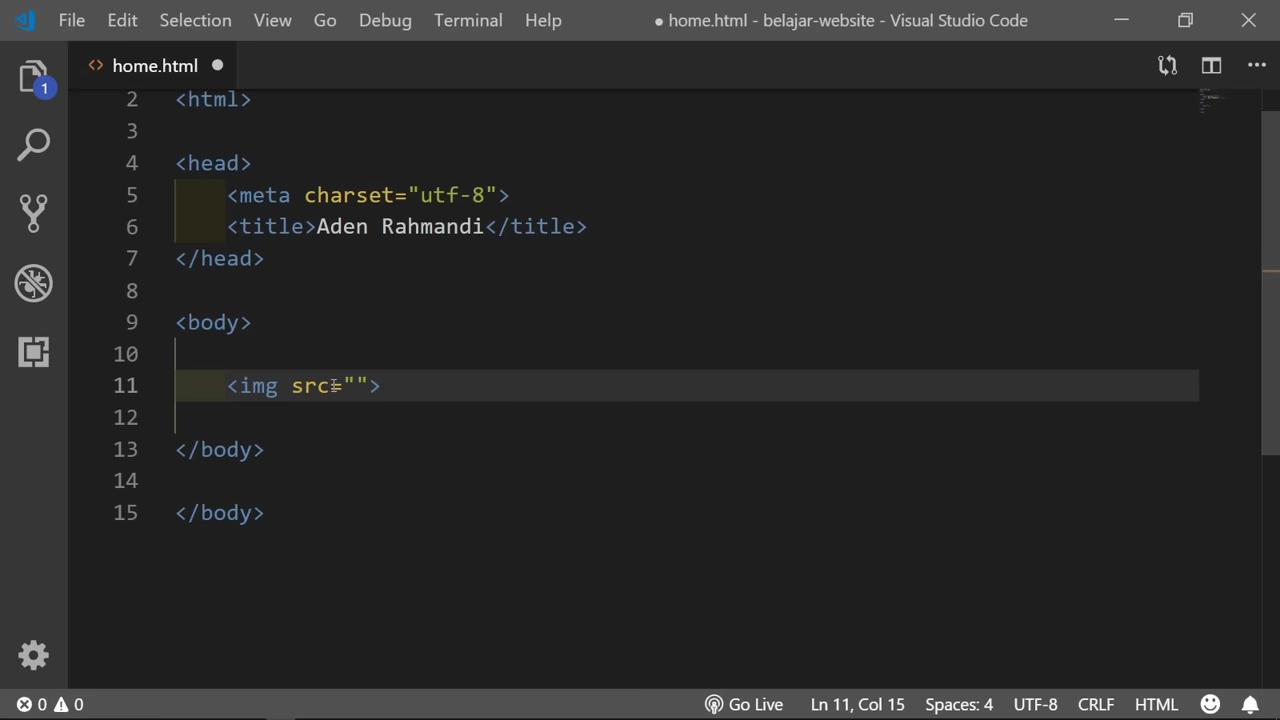 File Edit Selection View Go Debug Terminal Help ● home.html - belajar-website - Visual Studio Code
1
<> home.html
2 <html>
3
4 <head>
5 <meta charset="utf-8">
6 <title>Aden Rahmandi</title>
7 </head>
8
9 <body>
10
11 <img src="">
12
13 </body>
14
15 </body>
0 0 Go Live Ln 11, Col 15 Spaces: 4 UTF-8 CRLF HTML